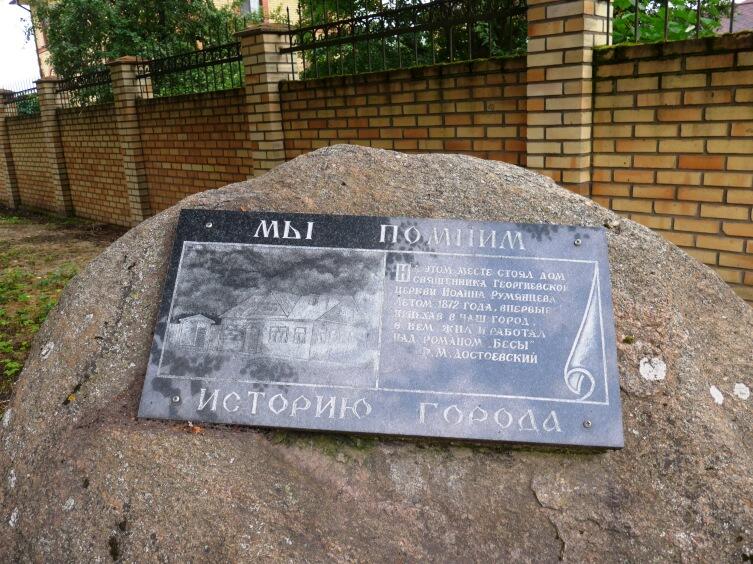 МЫ ПОМНИМ
НА ЭТОМ МЕСТЕ СТОЯЛ ДОМ
СВЯЩЕННИКА ГЕОРГИЕВСКОЙ
ЦЕРКВИ ИОАННА РУМЯНЦЕВА
ЛЕТОМ 1872 ГОДА, ВПЕРВЫЕ
ПРИЕХАВ В НАШ ГОРОД,
В НЕМ ЖИЛ И РАБОТАЛ
НАД РОМАНОМ „БЕСЫ"
Ф.М. ДОСТОЕВСКИЙ
ИСТОРИЮ ГОРОДА